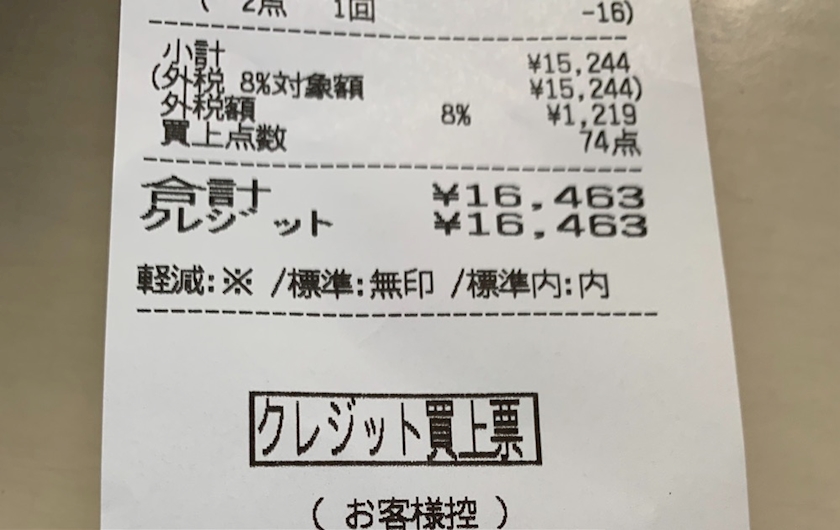 ( 2点 1回 -16)
小計 ¥15,244
(外税 8%対象額 ¥15,244)
外税額 8% ¥1,219
買上点数 74点
合計 ¥16,463
クレジット ¥16,463
軽減:※ /標準:無印 /標準内:内
クレジット買上票
( お客様控 )